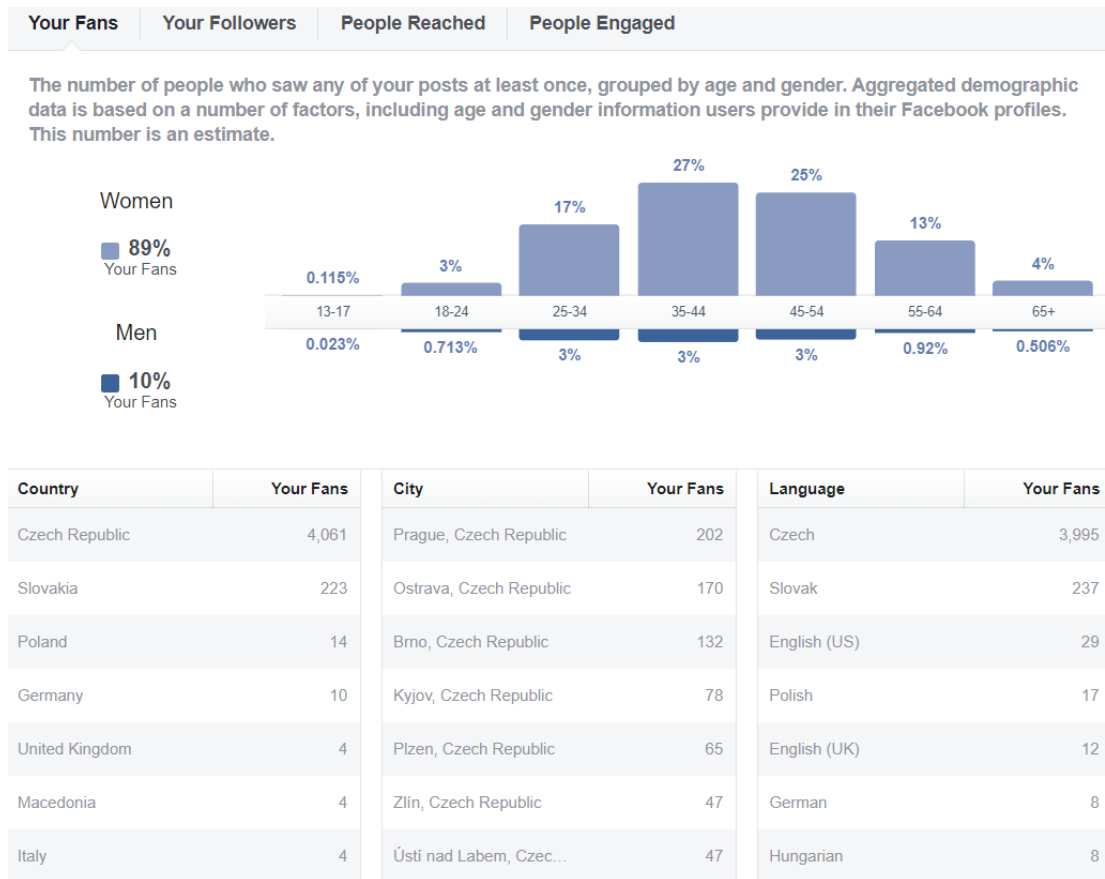 Your Fans Your Followers People Reached People Engaged
The number of people who saw any of your posts at least once, grouped by age and gender. Aggregated demographic
data is based on a number of factors, including age and gender information users provide in their Facebook profiles.
This number is an estimate.
Women
89%
Your Fans
0.115% 3% 17% 27% 25% 13% 4%
13-17 18-24 25-34 35-44 45-54 55-64 65+
Men
10%
Your Fans
0.023% 0.713% 3% 3% 3% 0.92% 0.506%
Country Your Fans City Your Fans Language Your Fans
Czech Republic 4,061 Prague, Czech Republic 202 Czech 3,995
Slovakia 223 Ostrava, Czech Republic 170 Slovak 237
Poland 14 Brno, Czech Republic 132 English (US) 29
Germany 10 Kyjov, Czech Republic 78 Polish 17
United Kingdom 4 Plzen, Czech Republic 65 English (UK) 12
Macedonia 4 Zlín, Czech Republic 47 German 8
Italy 4 Ústí nad Labem, Czec... 47 Hungarian 8